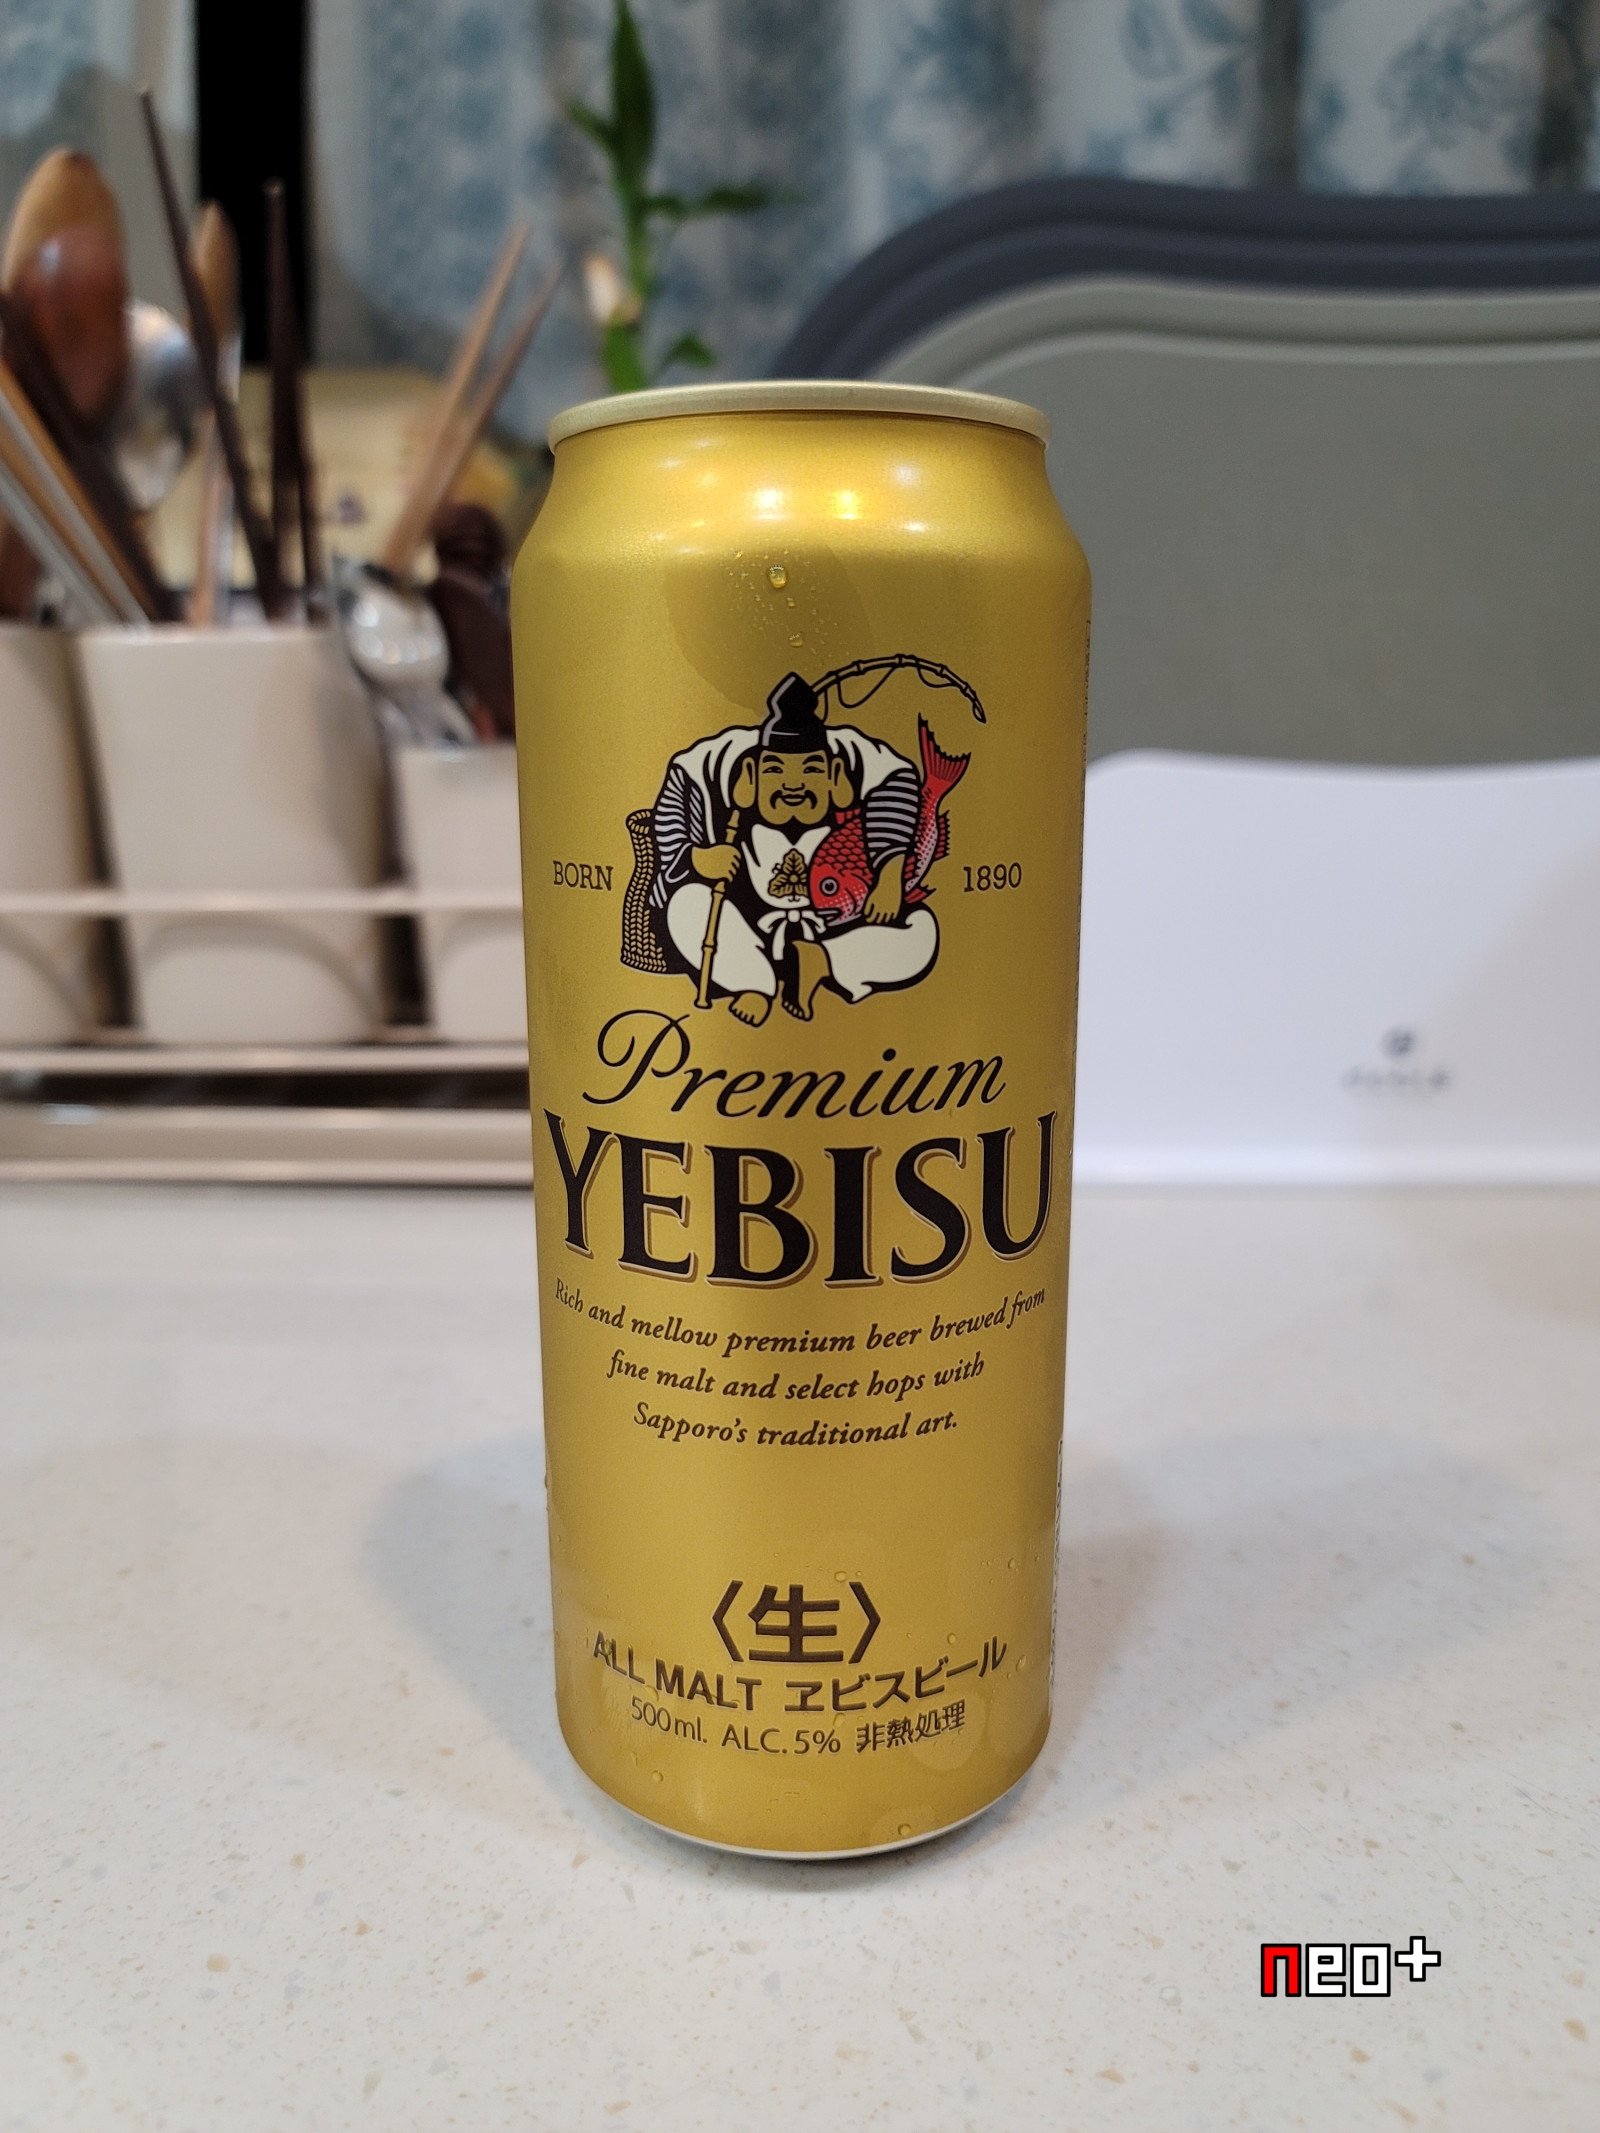 BORN 1890
Premium
YEBISU
Rich and mellow premium beer brewed from
fine malt and select hops with
Sapporo's traditional art.
〈生〉
ALL MALT ヱビスビール
500ml. ALC.5% 非熱処理
neo+